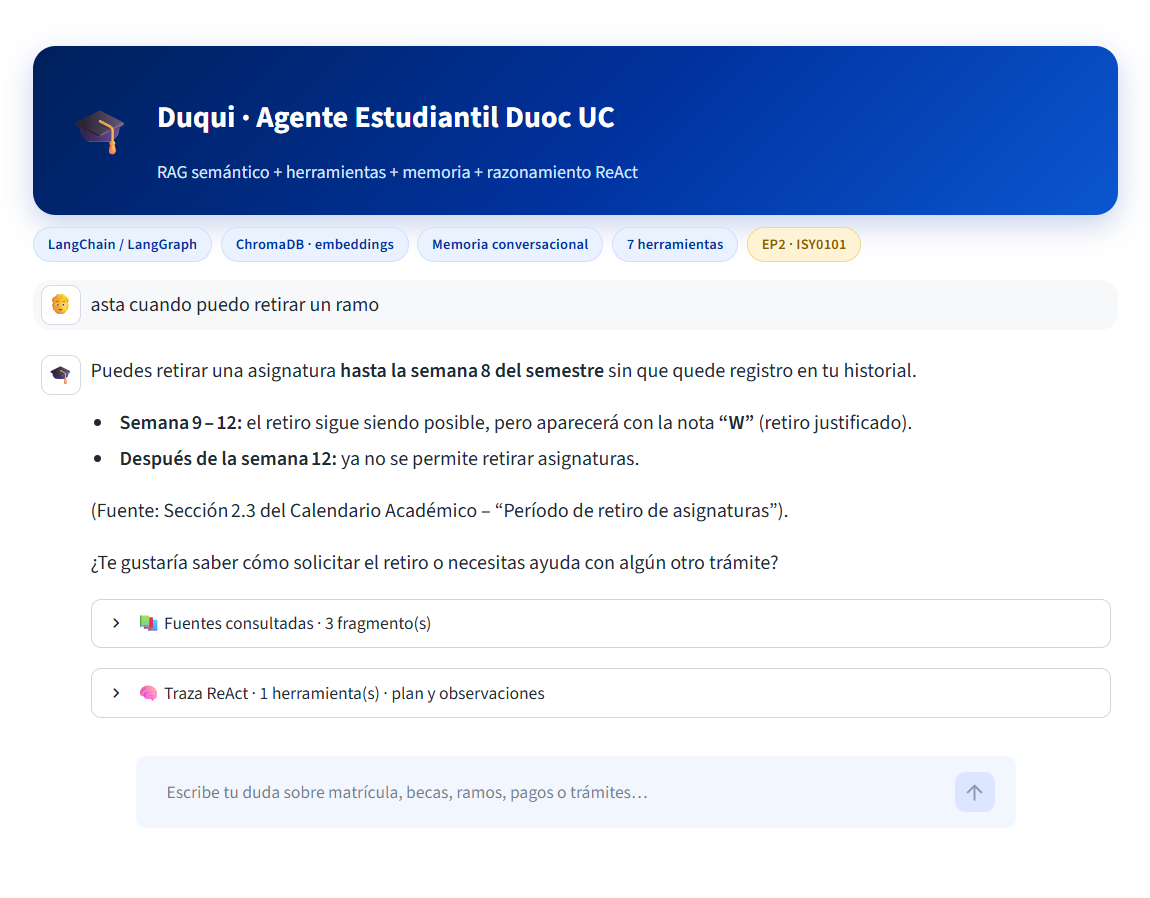 Duqui · Agente Estudiantil Duoc UC
RAG semántico + herramientas + memoria + razonamiento ReAct
LangChain / LangGraph
ChromaDB · embeddings
Memoria conversacional
7 herramientas
EP2 · ISY0101
asta cuando puedo retirar un ramo
Puedes retirar una asignatura hasta la semana 8 del semestre sin que quede registro en tu historial.
• Semana 9 – 12: el retiro sigue siendo posible, pero aparecerá con la nota “W” (retiro justificado).
• Después de la semana 12: ya no se permite retirar asignaturas.
(Fuente: Sección 2.3 del Calendario Académico – “Período de retiro de asignaturas”).
¿Te gustaría saber cómo solicitar el retiro o necesitas ayuda con algún otro trámite?
Fuentes consultadas · 3 fragmento(s)
Traza ReAct · 1 herramienta(s) · plan y observaciones
Escribe tu duda sobre matrícula, becas, ramos, pagos o trámites…